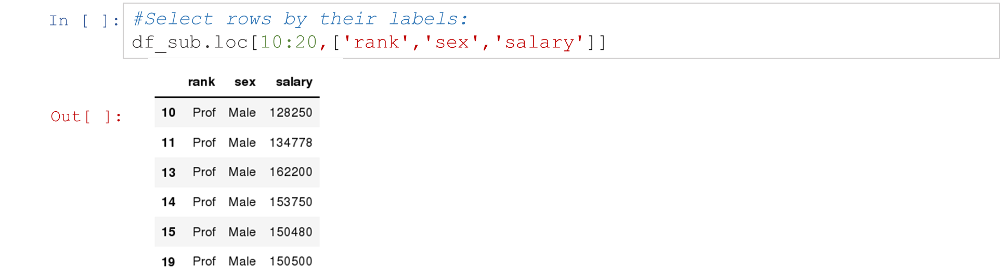 In [ ]: #Select rows by their labels:
df_sub.loc[10:20,['rank','sex','salary']]
rank sex salary
Out[ ]: 10 Prof Male 128250
11 Prof Male 134778
13 Prof Male 162200
14 Prof Male 153750
15 Prof Male 150480
19 Prof Male 150500